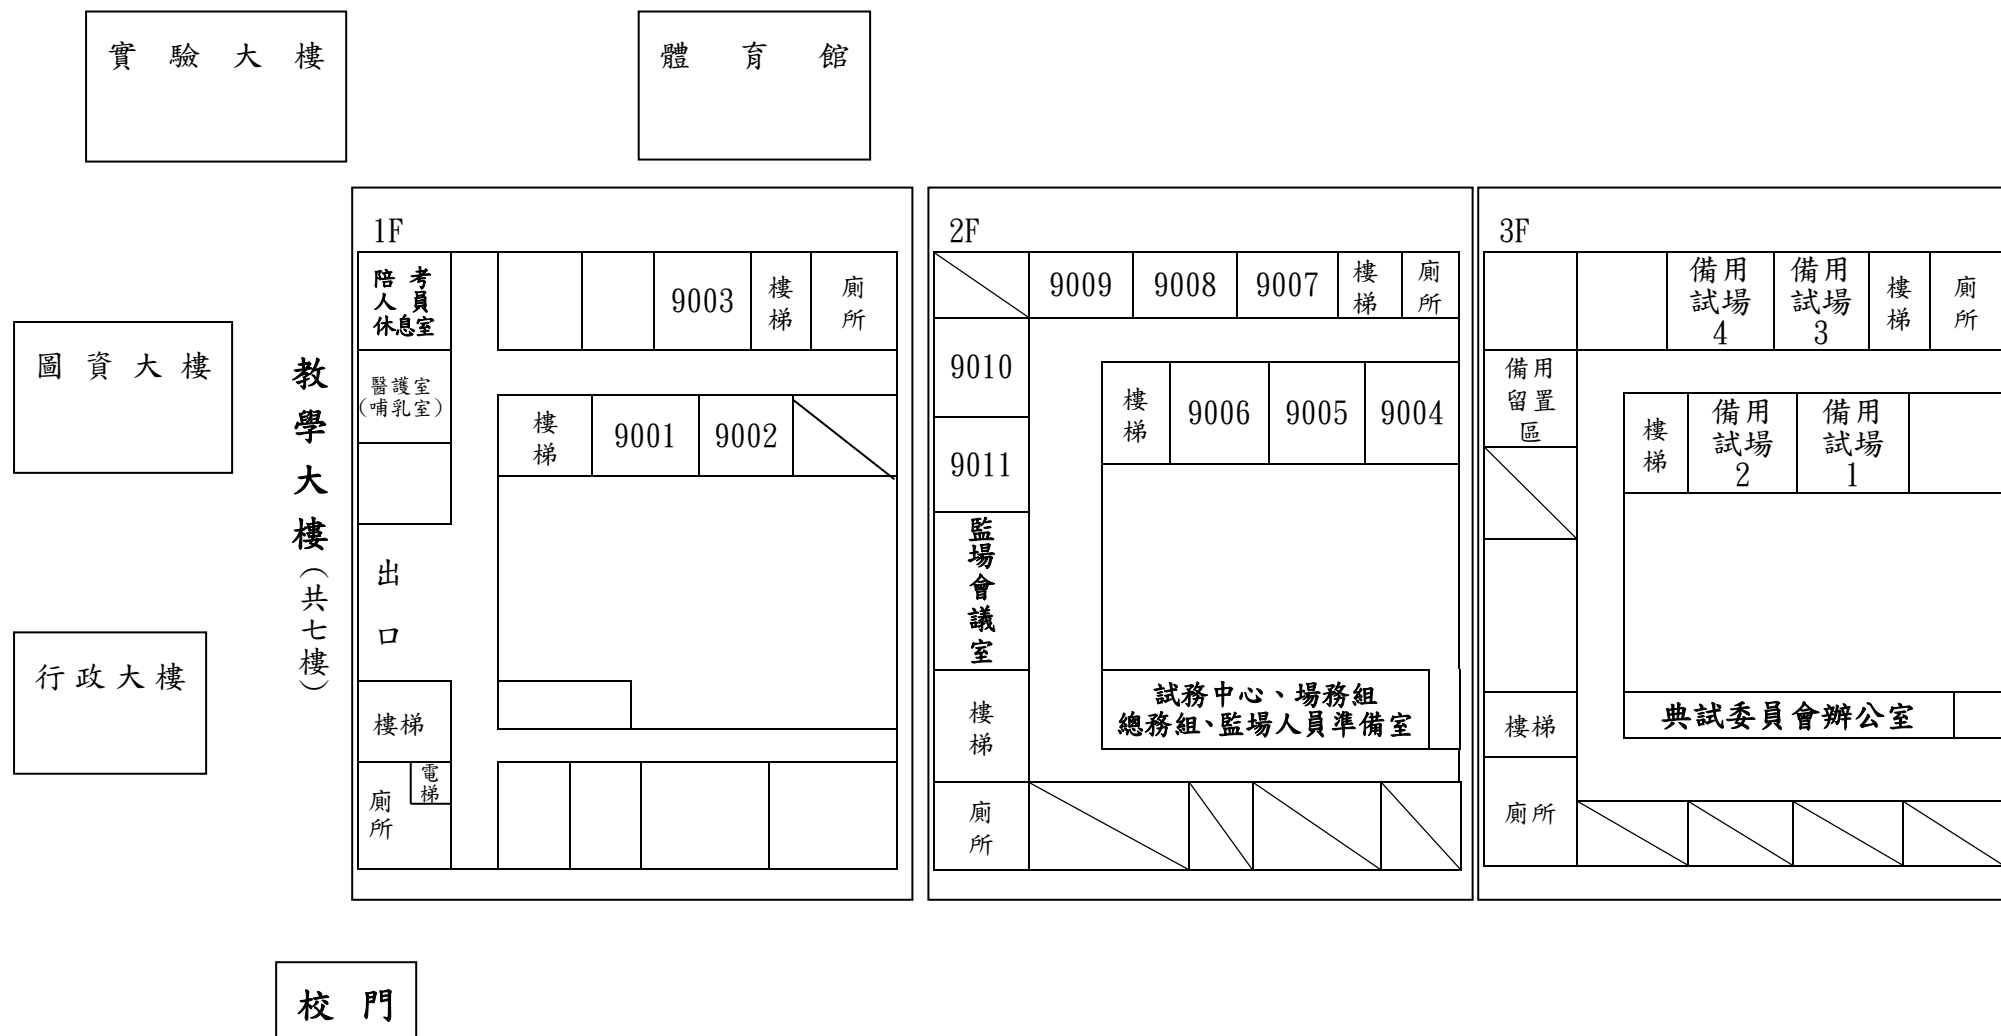 實驗大樓
體育館
圖資大樓
行政大樓
教學大樓(共七樓)
1F
陪考
人員
休息室
9003
樓梯
廁所
醫護室
(哺乳室)
樓梯
9001
9002
出口
樓梯
電梯
廁所
2F
9009
9008
9007
樓梯
廁所
9010
樓梯
9006
9005
9004
9011
監場會議室
樓梯
試務中心、場務組
總務組、監場人員準備室
廁所
3F
備用
試場
4
備用
試場
3
樓梯
廁所
備用
留置
區
樓梯
備用
試場
2
備用
試場
1
樓梯
典試委員會辦公室
廁所
校門